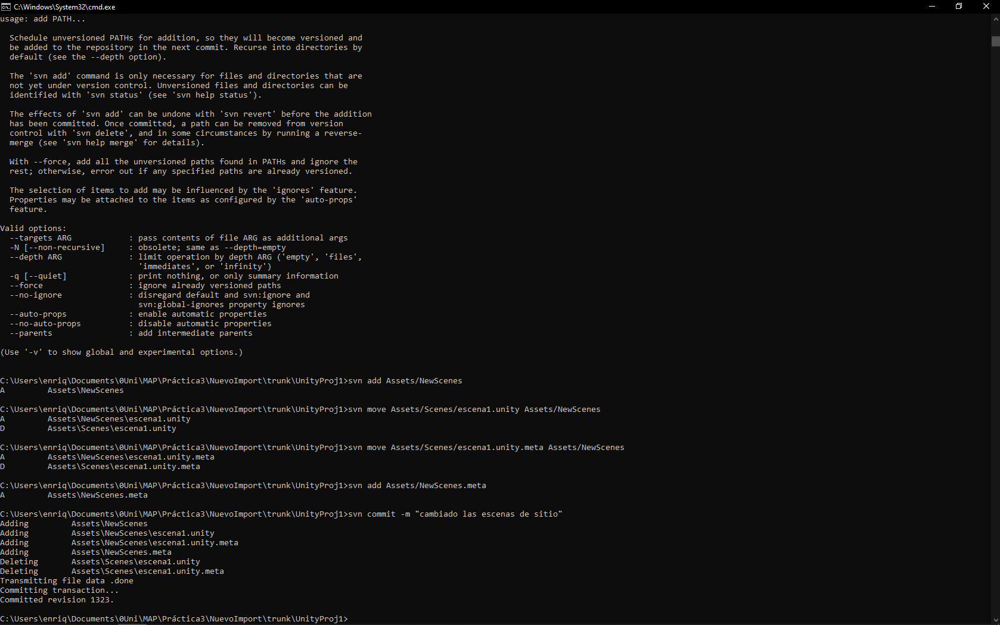 C:\Windows\System32\cmd.exe
usage: add PATH...
Schedule unversioned PATHs for addition, so they will become versioned and
be added to the repository in the next commit. Recurse into directories by
default (see the --depth option).
The 'svn add' command is only necessary for files and directories that are
not yet under version control. Unversioned files and directories can be
identified with 'svn status' (see 'svn help status').
The effects of 'svn add' can be undone with 'svn revert' before the addition
has been committed. Once committed, a path can be removed from version
control with 'svn delete', and in some circumstances by running a reverse-
merge (see 'svn help merge' for details).
With --force, add all the unversioned paths found in PATHs and ignore the
rest; otherwise, error out if any specified paths are already versioned.
The selection of items to add may be influenced by the 'ignores' feature.
Properties may be attached to the items as configured by the 'auto-props'
feature.
Valid options:
--targets ARG : pass contents of file ARG as additional args
-N [--non-recursive] : obsolete; same as --depth=empty
--depth ARG : limit operation by depth ARG ('empty', 'files',
'immediates', or 'infinity')
-q [--quiet] : print nothing, or only summary information
--force : ignore already versioned paths
--no-ignore : disregard default and svn:ignore and
svn:global-ignores property ignores
--auto-props : enable automatic properties
--no-auto-props : disable automatic properties
--parents : add intermediate parents
(Use '-v' to show global and experimental options.)
C:\Users\enriq\Documents\0Uni\MAP\Práctica3\NuevoImport\trunk\UnityProj1>svn add Assets/NewScenes
A Assets\NewScenes
C:\Users\enriq\Documents\0Uni\MAP\Práctica3\NuevoImport\trunk\UnityProj1>svn move Assets/Scenes/escena1.unity Assets/NewScenes
A Assets\NewScenes\escena1.unity
D Assets\Scenes\escena1.unity
C:\Users\enriq\Documents\0Uni\MAP\Práctica3\NuevoImport\trunk\UnityProj1>svn move Assets/Scenes/escena1.unity.meta Assets/NewScenes
A Assets\NewScenes\escena1.unity.meta
D Assets\Scenes\escena1.unity.meta
C:\Users\enriq\Documents\0Uni\MAP\Práctica3\NuevoImport\trunk\UnityProj1>svn add Assets/NewScenes.meta
A Assets\NewScenes.meta
C:\Users\enriq\Documents\0Uni\MAP\Práctica3\NuevoImport\trunk\UnityProj1>svn commit -m "cambiado las escenas de sitio"
Adding Assets\NewScenes
Adding Assets\NewScenes\escena1.unity
Adding Assets\NewScenes\escena1.unity.meta
Adding Assets\NewScenes.meta
Deleting Assets\Scenes\escena1.unity
Deleting Assets\Scenes\escena1.unity.meta
Transmitting file data .done
Committing transaction...
Committed revision 1323.
C:\Users\enriq\Documents\0Uni\MAP\Práctica3\NuevoImport\trunk\UnityProj1>